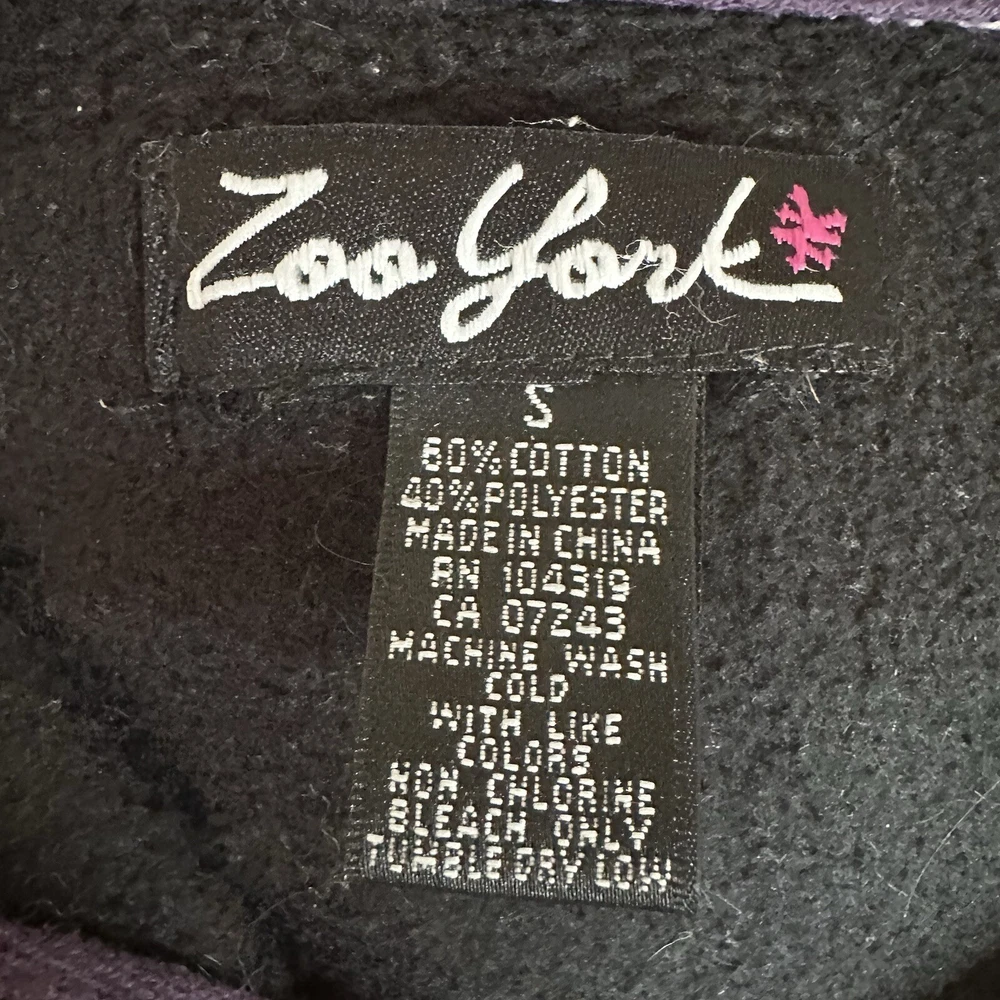 Zoo York
S
60% COTTON
40% POLYESTER
MADE IN CHINA
RN 104319
CA 07243
MACHINE WASH
COLD
WITH LIKE
COLORS
NON CHLORINE
BLEACH ONLY
TUMBLE DRY LOW